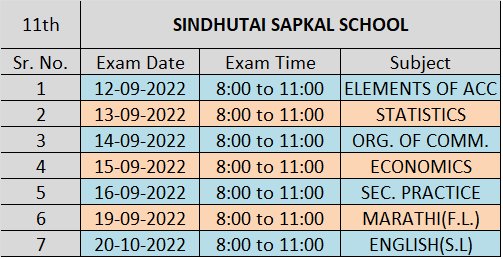 11th SINDHUTAI SAPKAL SCHOOL
Sr. No. Exam Date Exam Time Subject
1 12-09-2022 8:00 to 11:00 ELEMENTS OF ACC
2 13-09-2022 8:00 to 11:00 STATISTICS
3 14-09-2022 8:00 to 11:00 ORG. OF COMM.
4 15-09-2022 8:00 to 11:00 ECONOMICS
5 16-09-2022 8:00 to 11:00 SEC. PRACTICE
6 19-09-2022 8:00 to 11:00 MARATHI(F.L.)
7 20-10-2022 8:00 to 11:00 ENGLISH(S.L)